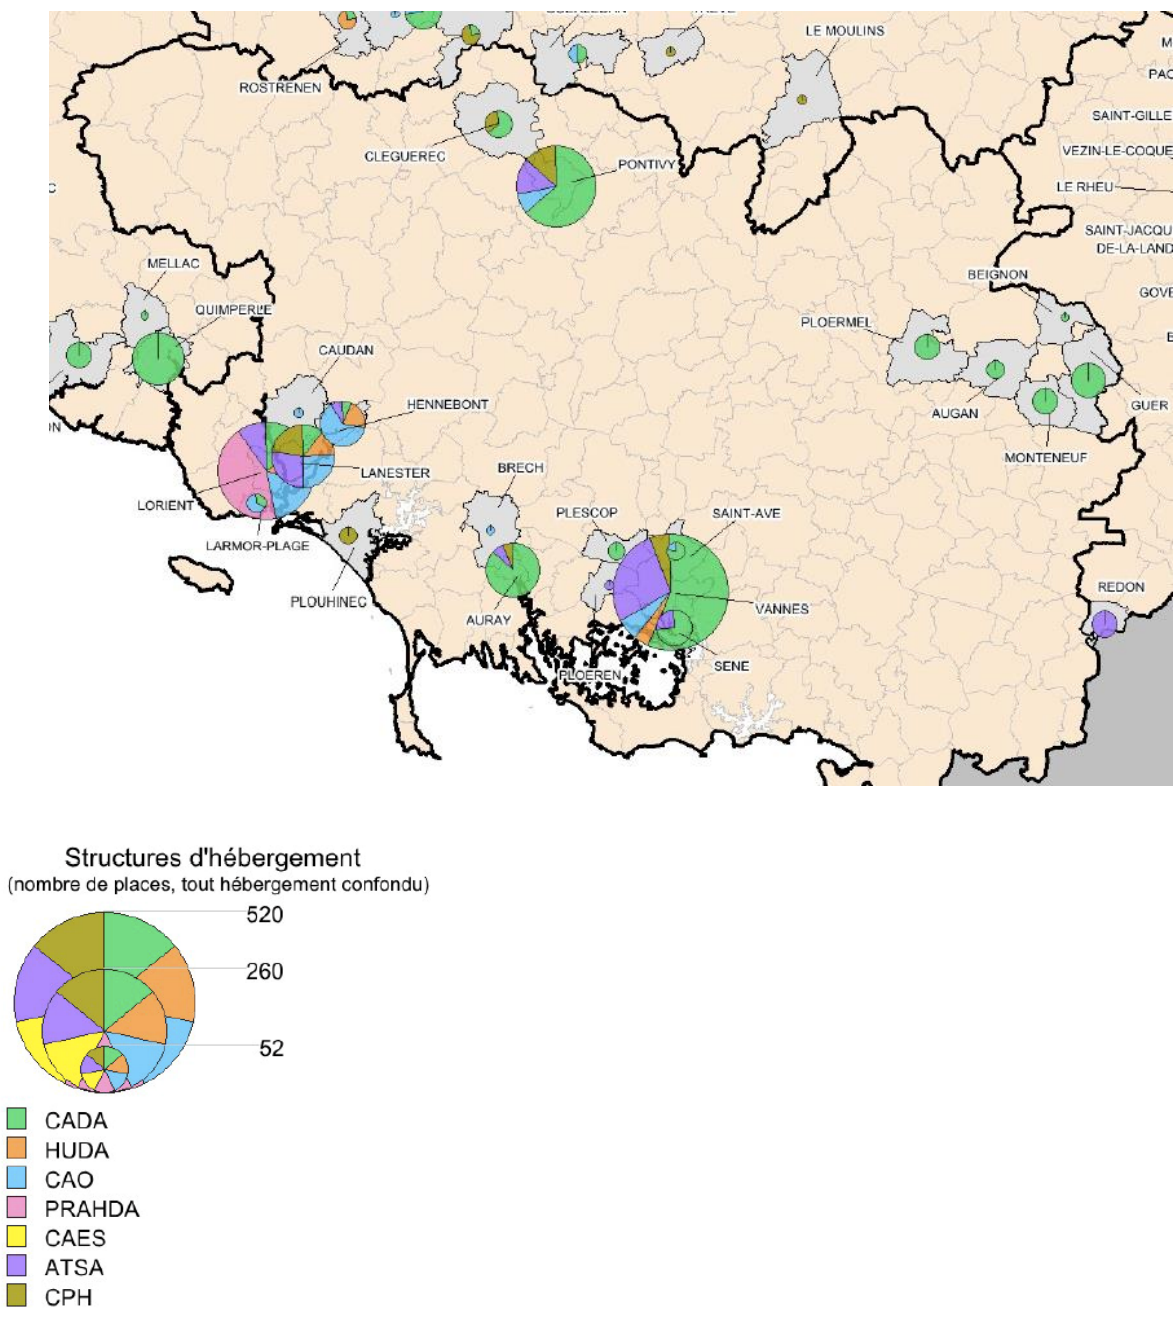 LE MOULINS
ROSTRENEN
PAC
SAINT-GILLE
CLEGUEREC
PONTIVY
VEZIN-LE-COQUE
LE RHEU
SAINT-JACQU
DE-LA-LAND
MELLAC
BEIGNON
GOVE
QUIMPERLE
PLOERMEL
CAUDAN
HENNEBONT
AUGAN
GUER
ON
MONTENEUF
LANESTER
BRECH
LORIENT
PLESCOP
SAINT-AVE
LARMOR-PLAGE
REDON
PLOUHINEC
VANNES
AURAY
SENE
PLOEREN
Structures d'hébergement
(nombre de places, tout hébergement confondu)
520
260
52
CADA
HUDA
CAO
PRAHDA
CAES
ATSA
CPH